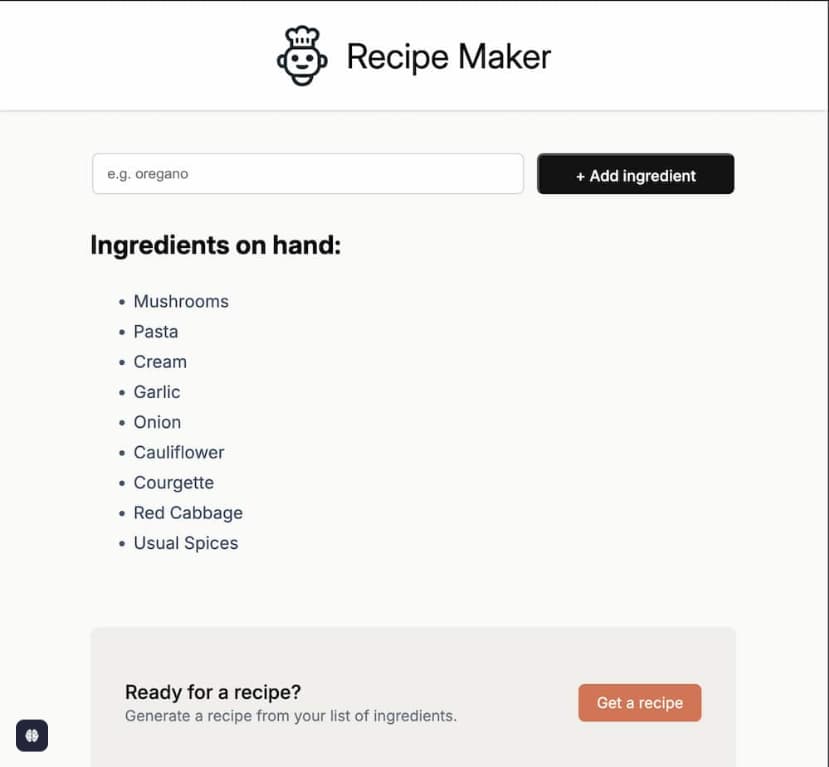 Recipe Maker
e.g. oregano
+ Add ingredient
Ingredients on hand:
• Mushrooms
• Pasta
• Cream
• Garlic
• Onion
• Cauliflower
• Courgette
• Red Cabbage
• Usual Spices
Ready for a recipe?
Generate a recipe from your list of ingredients.
Get a recipe